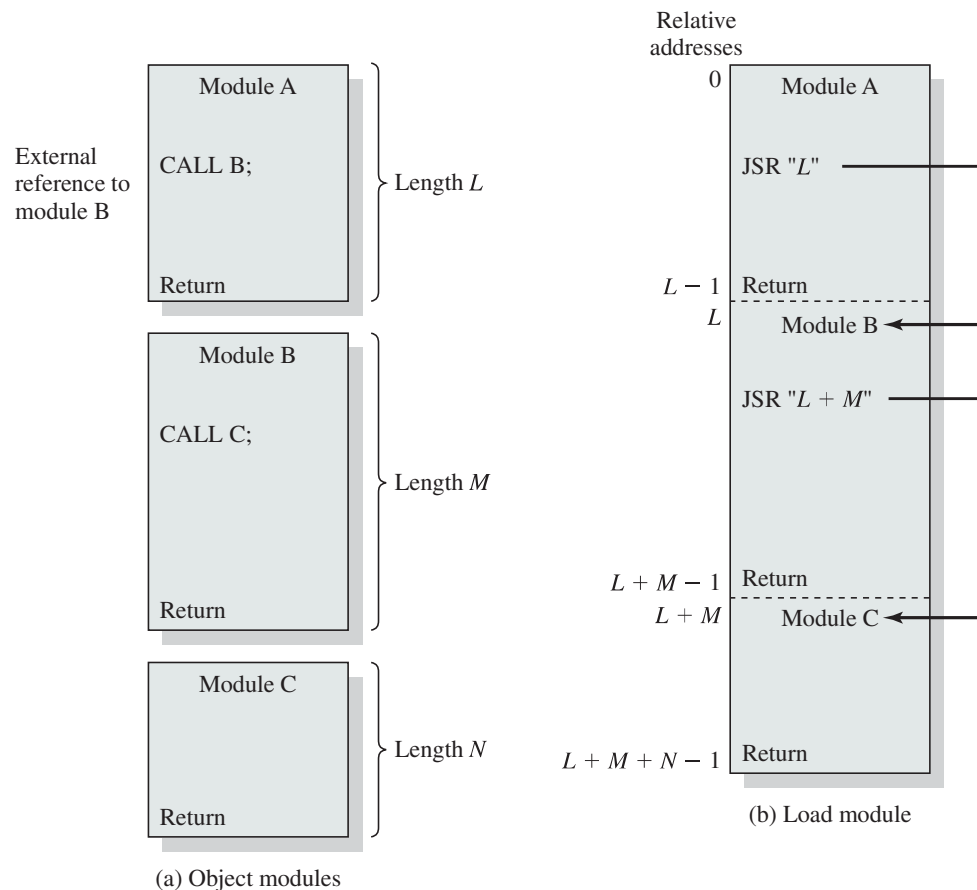 External
reference to
module B
Module A
CALL B;
Return
Length L
Module B
CALL C;
Return
Length M
Module C
Return
Length N
(a) Object modules
Relative
addresses
0
Module A
JSR "L"
L − 1
Return
L
Module B
JSR "L + M"
L + M − 1
Return
L + M
Module C
L + M + N − 1
Return
(b) Load module